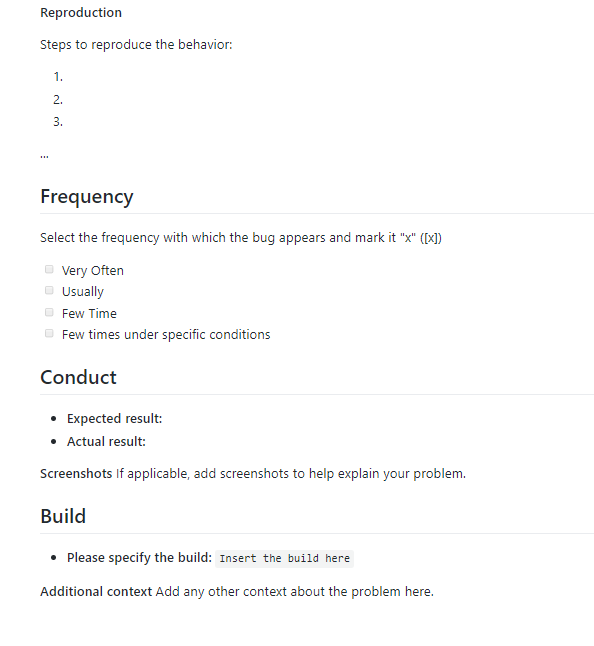 Reproduction
Steps to reproduce the behavior:
1.
2.
3.
...
Frequency
Select the frequency with which the bug appears and mark it "x" ([x])
Very Often
Usually
Few Time
Few times under specific conditions
Conduct
• Expected result:
• Actual result:
Screenshots If applicable, add screenshots to help explain your problem.
Build
• Please specify the build: Insert the build here
Additional context Add any other context about the problem here.